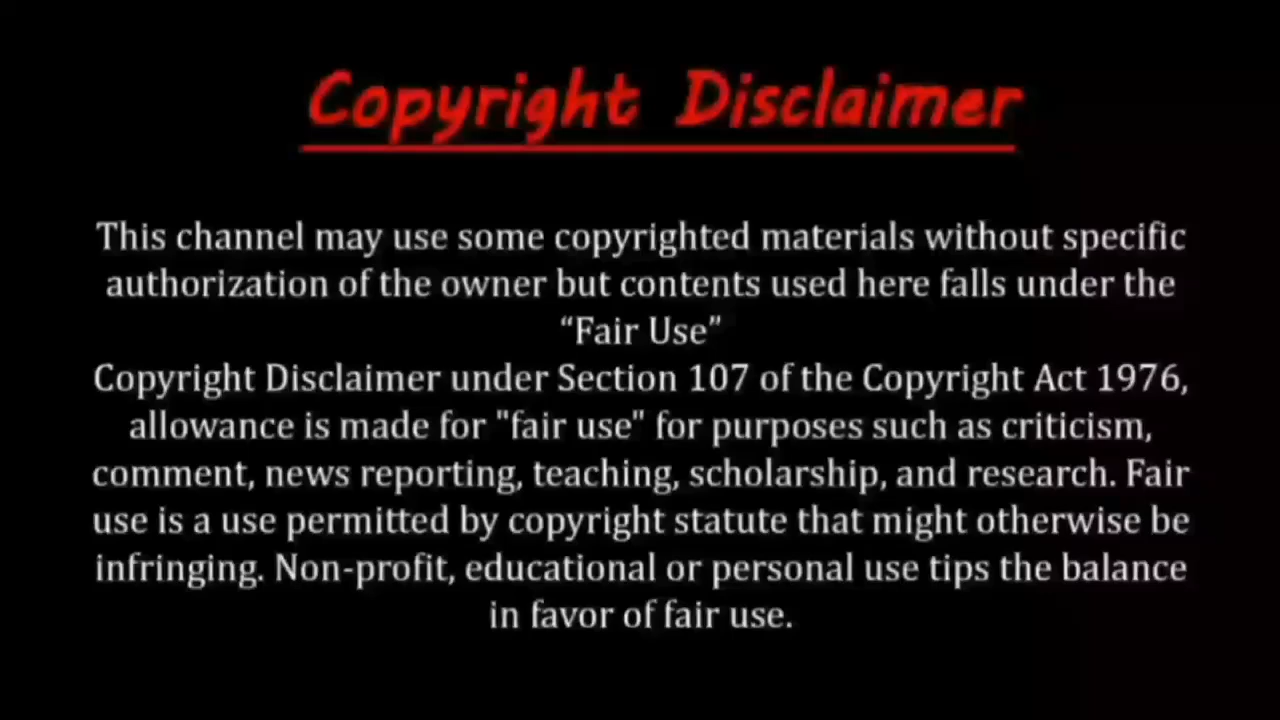 Copyright Disclaimer
This channel may use some copyrighted materials without specific
authorization of the owner but contents used here falls under the
“Fair Use”
Copyright Disclaimer under Section 107 of the Copyright Act 1976,
allowance is made for "fair use" for purposes such as criticism,
comment, news reporting, teaching, scholarship, and research. Fair
use is a use permitted by copyright statute that might otherwise be
infringing. Non-profit, educational or personal use tips the balance
in favor of fair use.